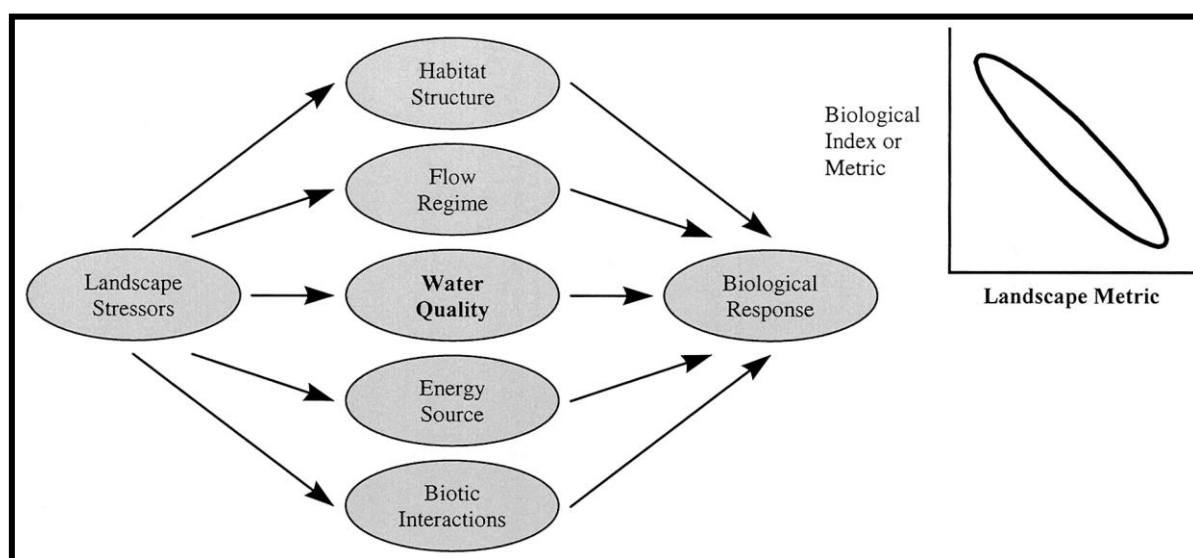 Habitat
Structure
Flow
Regime
Landscape
Stressors
Water
Quality
Biological
Response
Energy
Source
Biotic
Interactions
Biological
Index or
Metric
Landscape Metric